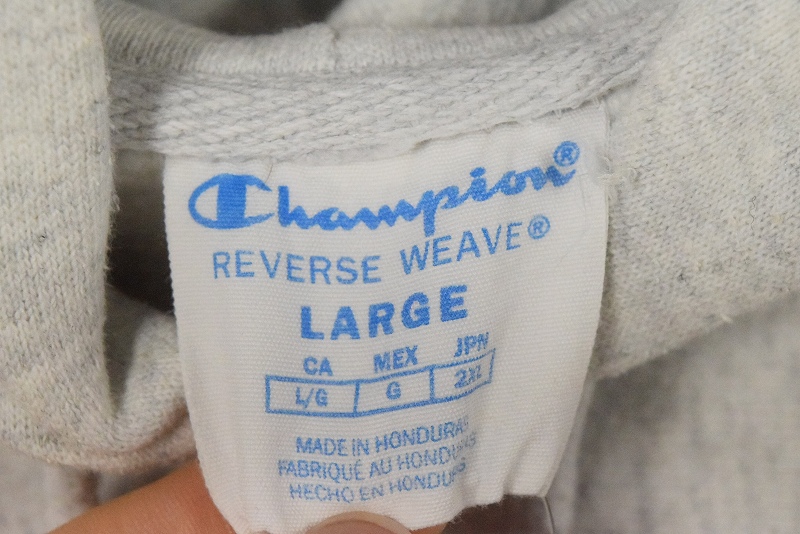 Champion®
REVERSE WEAVE®
LARGE
CA MEX JPN
L/G G 2XL
MADE IN HONDURAS
FABRIQUÉ AU HONDURAS
HECHO EN HONDURAS